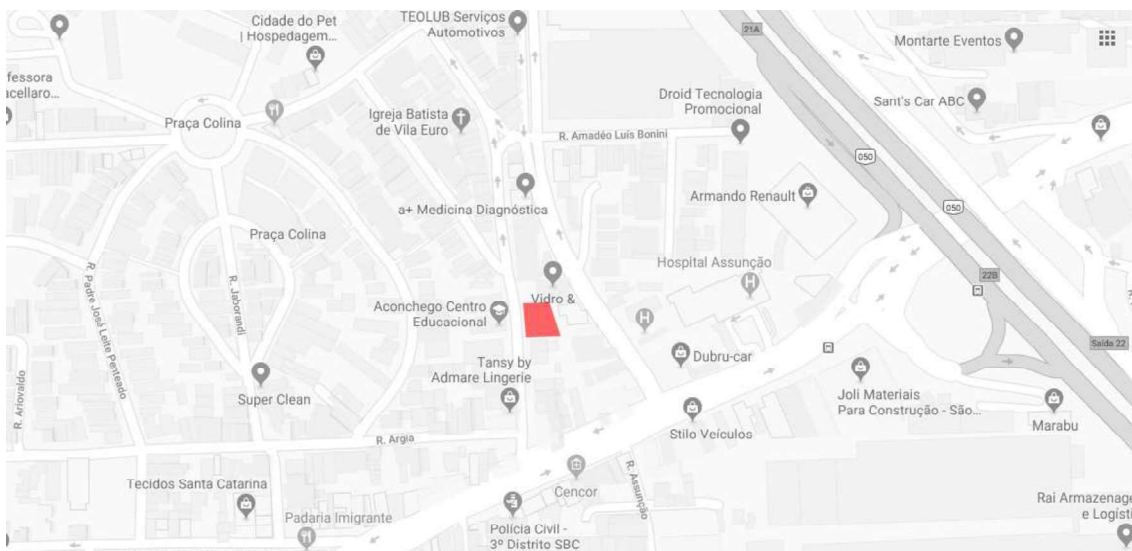 TEOLUB Serviços
Automotivos
Cidade do Pet
| Hospedagem...
21A
Montarte Eventos
fessora
acellaro...
Droid Tecnologia
Promocional
Sant's Car ABC
Igreja Batista
de Vila Euro
Praça Colina
R. Amadéo Luís Bonini
050
a+ Medicina Diagnóstica
Armando Renault
050
Praça Colina
Hospital Assunção
H
22B
R. Padre José Leite Penteado
R. Jaborandi
Vidro &
Aconchego Centro
Educacional
H
Saída 22
Dubru-car
Tansy by
Admare Lingerie
Joli Materiais
Para Construção - São...
R. Ariovaldo
Super Clean
Marabu
Stilo Veículos
R. Argia
R. Assunção
Tecidos Santa Catarina
Cencor
Rai Armazenage
e Logísti
Padaria Imigrante
Polícia Civil -
3º Distrito SBC